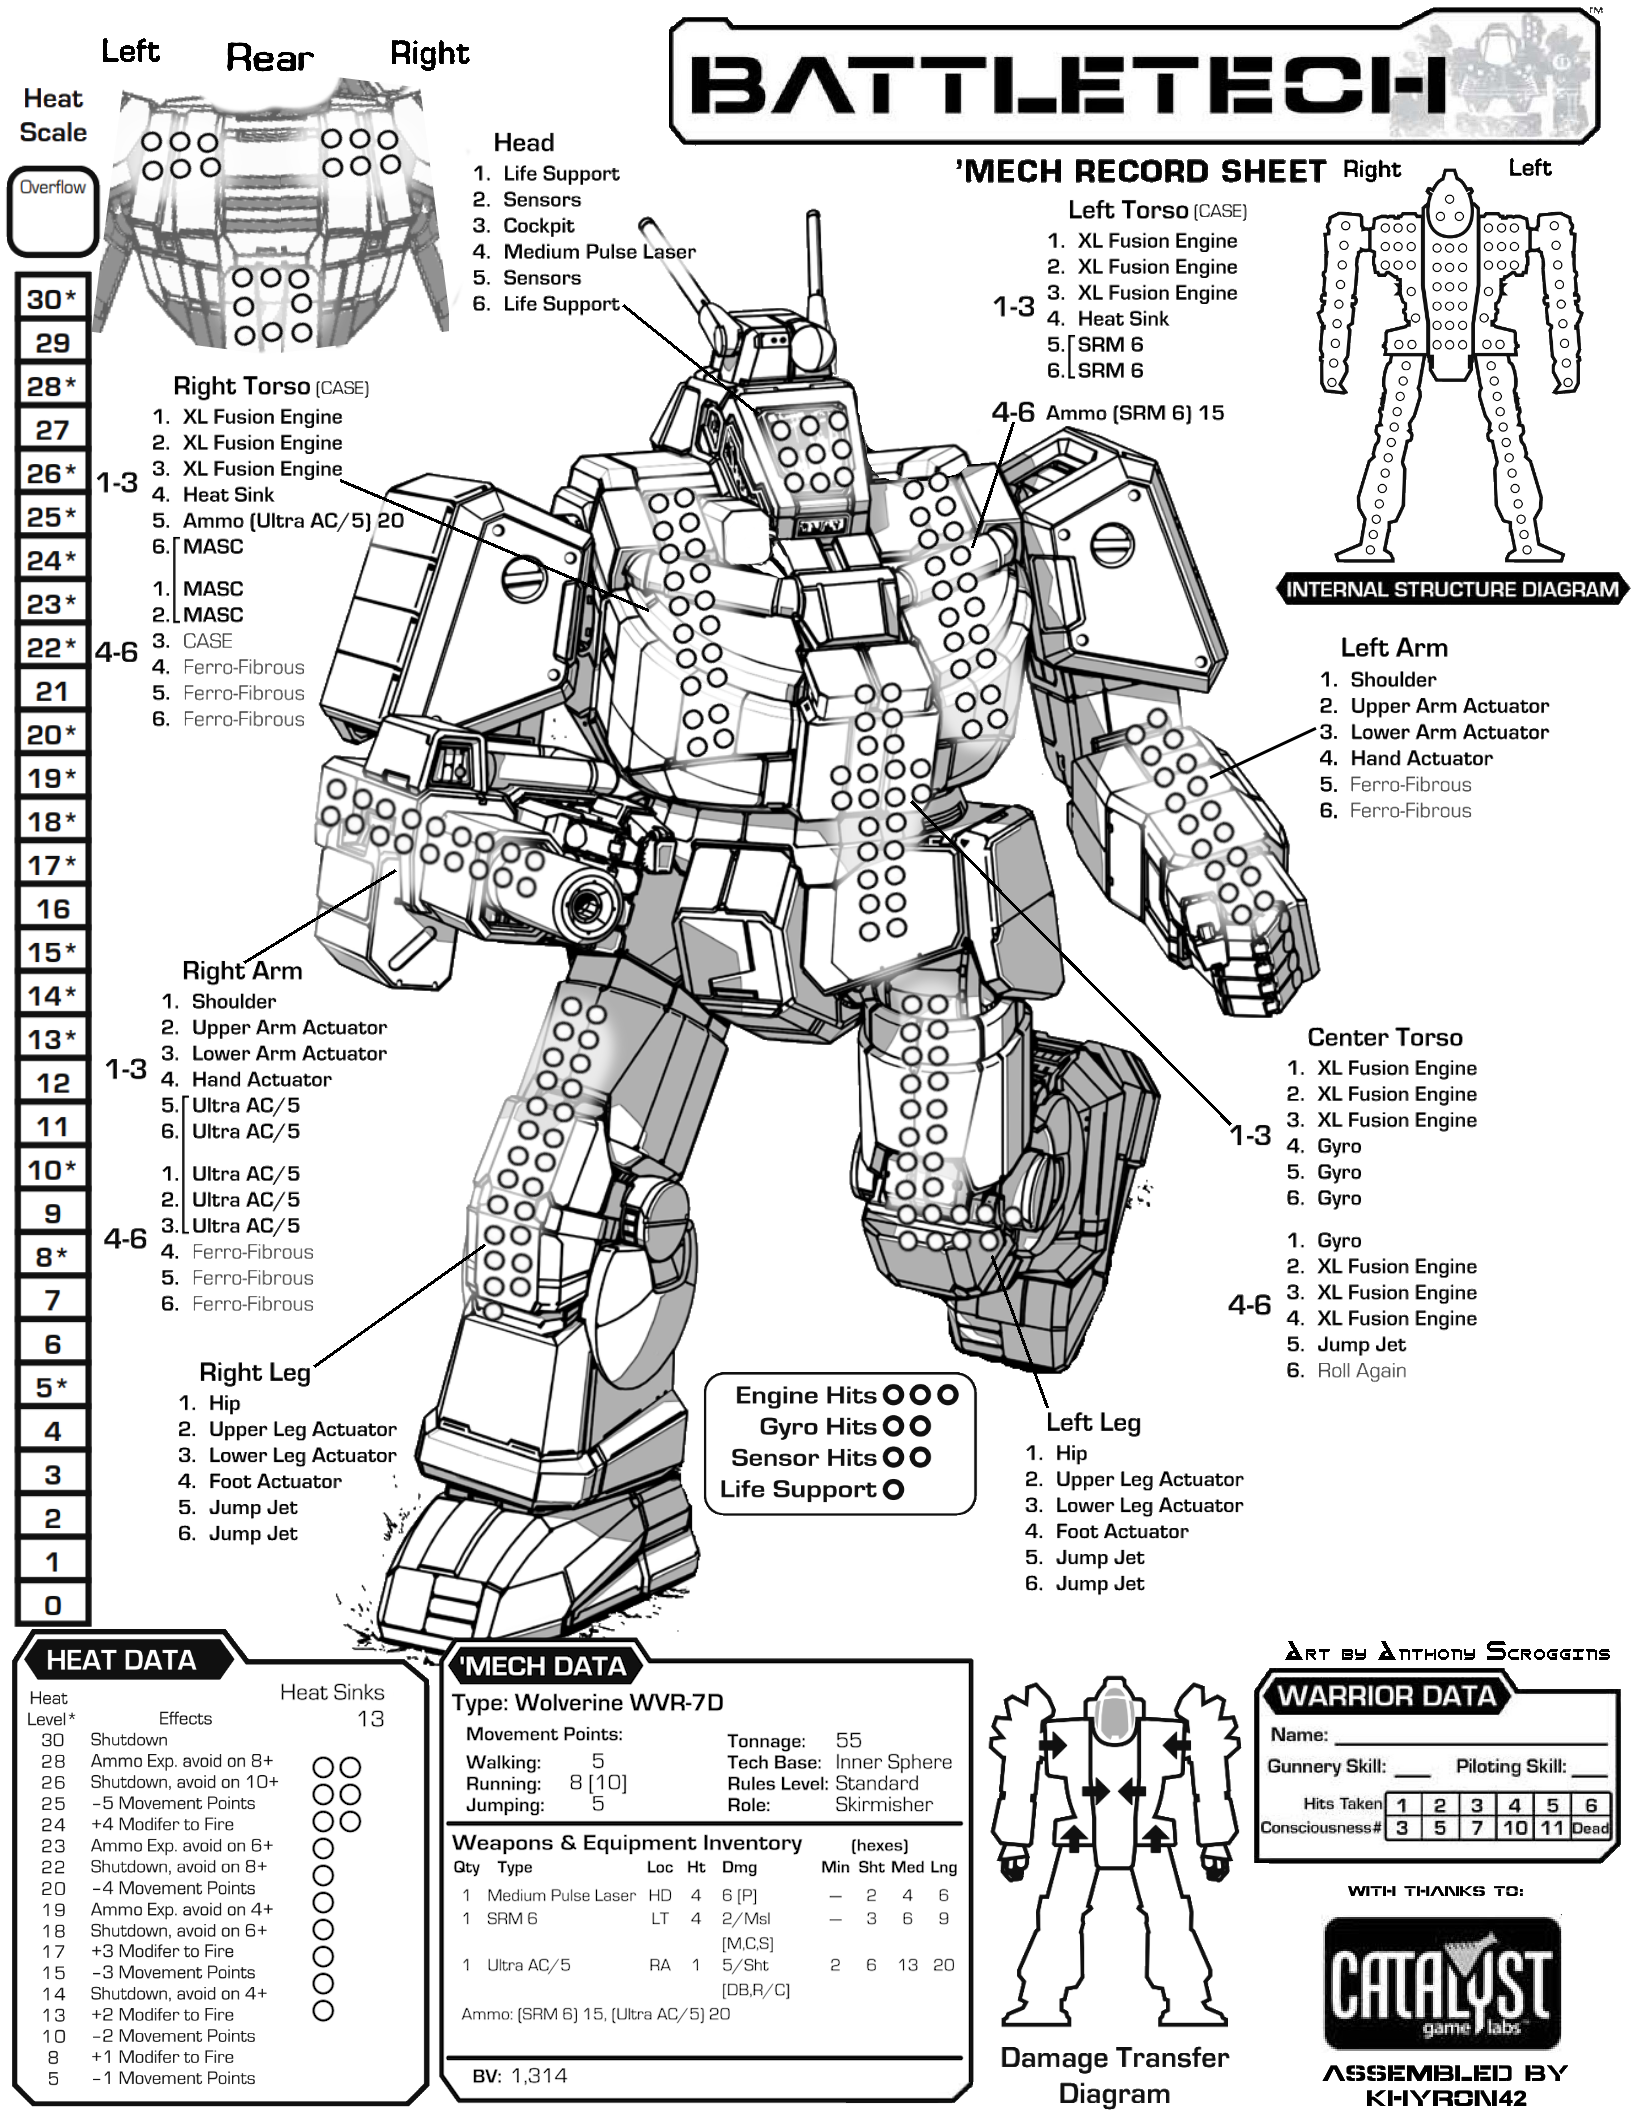 BATTLETECH
TM
'MECH RECORD SHEET
Left Rear Right
Heat
Scale
Overflow
30*
29
28*
27
26*
25*
24*
23*
22*
21
20*
19*
18*
17*
16
15*
14*
13*
12
11
10*
9
8*
7
6
5*
4
3
2
1
0
Head
1. Life Support
2. Sensors
3. Cockpit
4. Medium Pulse Laser
5. Sensors
6. Life Support
Left Torso (CASE)
1-3
1. XL Fusion Engine
2. XL Fusion Engine
3. XL Fusion Engine
4. Heat Sink
5. SRM 6
6. SRM 6
4-6 Ammo (SRM 6) 15
Right Left
INTERNAL STRUCTURE DIAGRAM
Right Torso (CASE)
1-3
1. XL Fusion Engine
2. XL Fusion Engine
3. XL Fusion Engine
4. Heat Sink
5. Ammo (Ultra AC/5) 20
6. MASC
4-6
1. MASC
2. MASC
3. CASE
4. Ferro-Fibrous
5. Ferro-Fibrous
6. Ferro-Fibrous
Left Arm
1. Shoulder
2. Upper Arm Actuator
3. Lower Arm Actuator
4. Hand Actuator
5. Ferro-Fibrous
6. Ferro-Fibrous
Right Arm
1-3
1. Shoulder
2. Upper Arm Actuator
3. Lower Arm Actuator
4. Hand Actuator
5. Ultra AC/5
6. Ultra AC/5
4-6
1. Ultra AC/5
2. Ultra AC/5
3. Ultra AC/5
4. Ferro-Fibrous
5. Ferro-Fibrous
6. Ferro-Fibrous
Center Torso
1-3
1. XL Fusion Engine
2. XL Fusion Engine
3. XL Fusion Engine
4. Gyro
5. Gyro
6. Gyro
4-6
1. Gyro
2. XL Fusion Engine
3. XL Fusion Engine
4. XL Fusion Engine
5. Jump Jet
6. Roll Again
Right Leg
1. Hip
2. Upper Leg Actuator
3. Lower Leg Actuator
4. Foot Actuator
5. Jump Jet
6. Jump Jet
Engine Hits
Gyro Hits
Sensor Hits
Life Support
Left Leg
1. Hip
2. Upper Leg Actuator
3. Lower Leg Actuator
4. Foot Actuator
5. Jump Jet
6. Jump Jet
HEAT DATA
Heat
Level* Effects
Heat Sinks
13
30 Shutdown
28 Ammo Exp. avoid on 8+
26 Shutdown, avoid on 10+
25 -5 Movement Points
24 +4 Modifer to Fire
23 Ammo Exp. avoid on 6+
22 Shutdown, avoid on 8+
20 -4 Movement Points
19 Ammo Exp. avoid on 4+
18 Shutdown, avoid on 6+
17 +3 Modifer to Fire
15 -3 Movement Points
14 Shutdown, avoid on 4+
13 +2 Modifer to Fire
10 -2 Movement Points
8 +1 Modifer to Fire
5 -1 Movement Points
'MECH DATA
Type: Wolverine WVR-7D
Movement Points:
Walking: 5
Running: 8 [10]
Jumping: 5
Tonnage: 55
Tech Base: Inner Sphere
Rules Level: Standard
Role: Skirmisher
Weapons & Equipment Inventory (hexes)
Qty Type Loc Ht Dmg Min Sht Med Lng
1 Medium Pulse Laser HD 4 6 [P] — 2 4 6
1 SRM 6 LT 4 2/Msl — 3 6 9
[M,C,S]
1 Ultra AC/5 RA 1 5/Sht 2 6 13 20
[DB,R/C]
Ammo: (SRM 6) 15, (Ultra AC/5) 20
BV: 1,314
Damage Transfer
Diagram
Art by Anthony Scroggins
WARRIOR DATA
Name:
Gunnery Skill: Piloting Skill:
Hits Taken 1 2 3 4 5 6
Consciousness# 3 5 7 10 11 Dead
WITH THANKS TO:
CATALYST
game labs
ASSEMBLED BY
KHYRON42